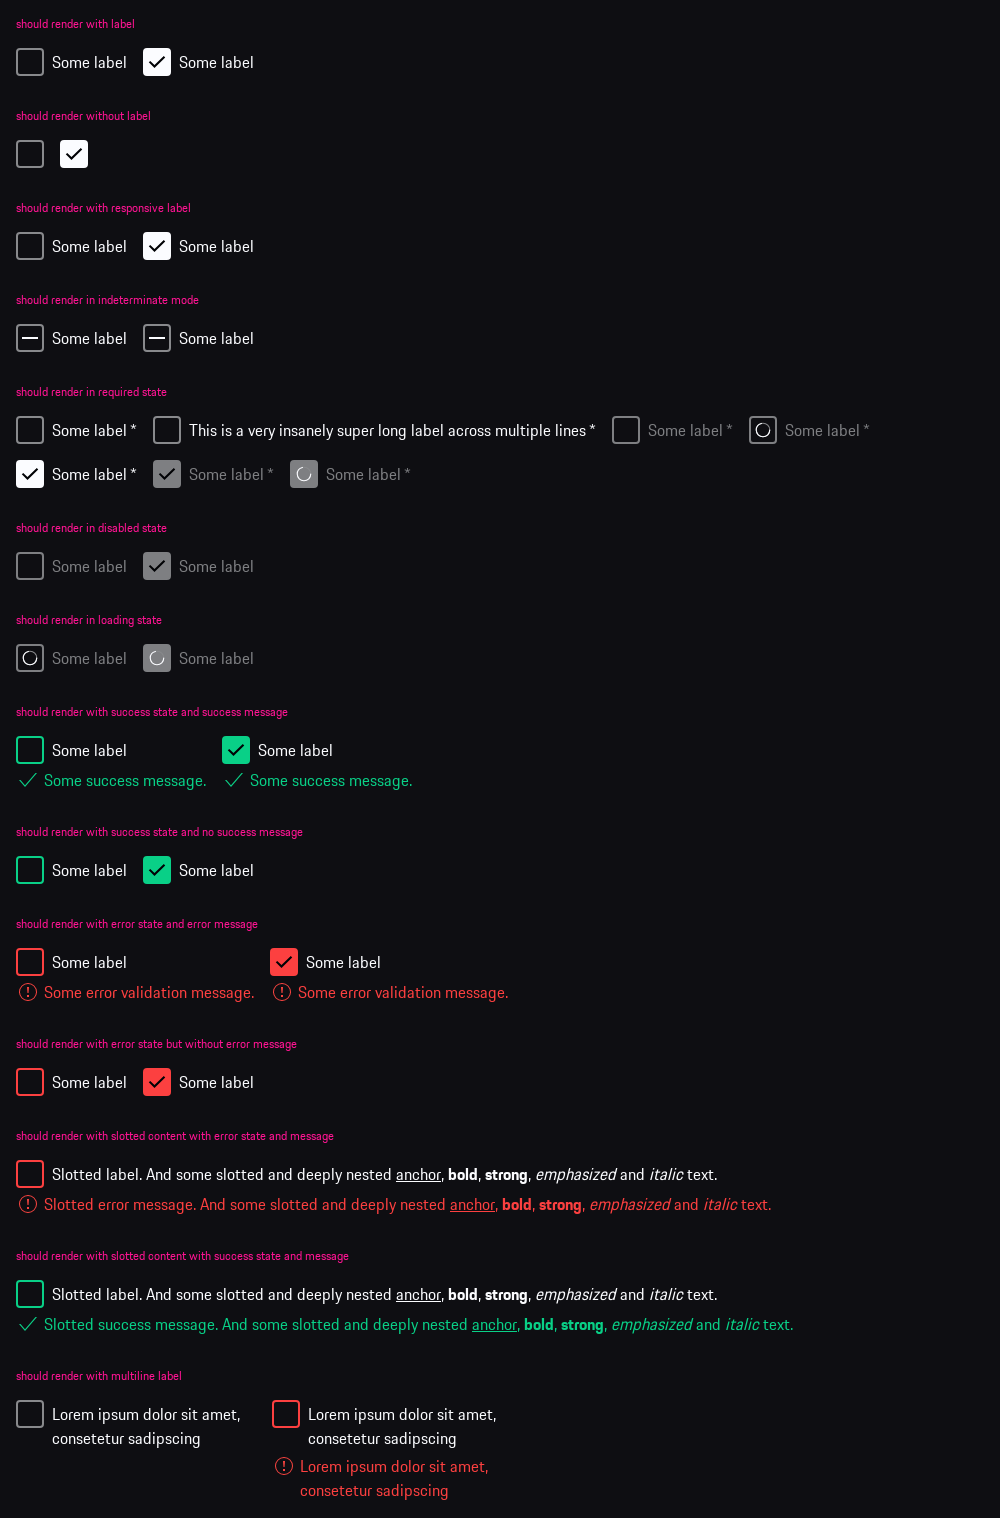 should render with label
Some label Some label
should render without label
should render with responsive label
Some label Some label
should render in indeterminate mode
Some label Some label
should render in required state
Some label * This is a very insanely super long label across multiple lines * Some label * Some label *
Some label * Some label * Some label *
should render in disabled state
Some label Some label
should render in loading state
Some label Some label
should render with success state and success message
Some label Some label
Some success message. Some success message.
should render with success state and no success message
Some label Some label
should render with error state and error message
Some label Some label
Some error validation message. Some error validation message.
should render with error state but without error message
Some label Some label
should render with slotted content with error state and message
Slotted label. And some slotted and deeply nested anchor, bold, strong, emphasized and italic text.
Slotted error message. And some slotted and deeply nested anchor, bold, strong, emphasized and italic text.
should render with slotted content with success state and message
Slotted label. And some slotted and deeply nested anchor, bold, strong, emphasized and italic text.
Slotted success message. And some slotted and deeply nested anchor, bold, strong, emphasized and italic text.
should render with multiline label
Lorem ipsum dolor sit amet,
consetetur sadipscing
Lorem ipsum dolor sit amet,
consetetur sadipscing
Lorem ipsum dolor sit amet,
consetetur sadipscing